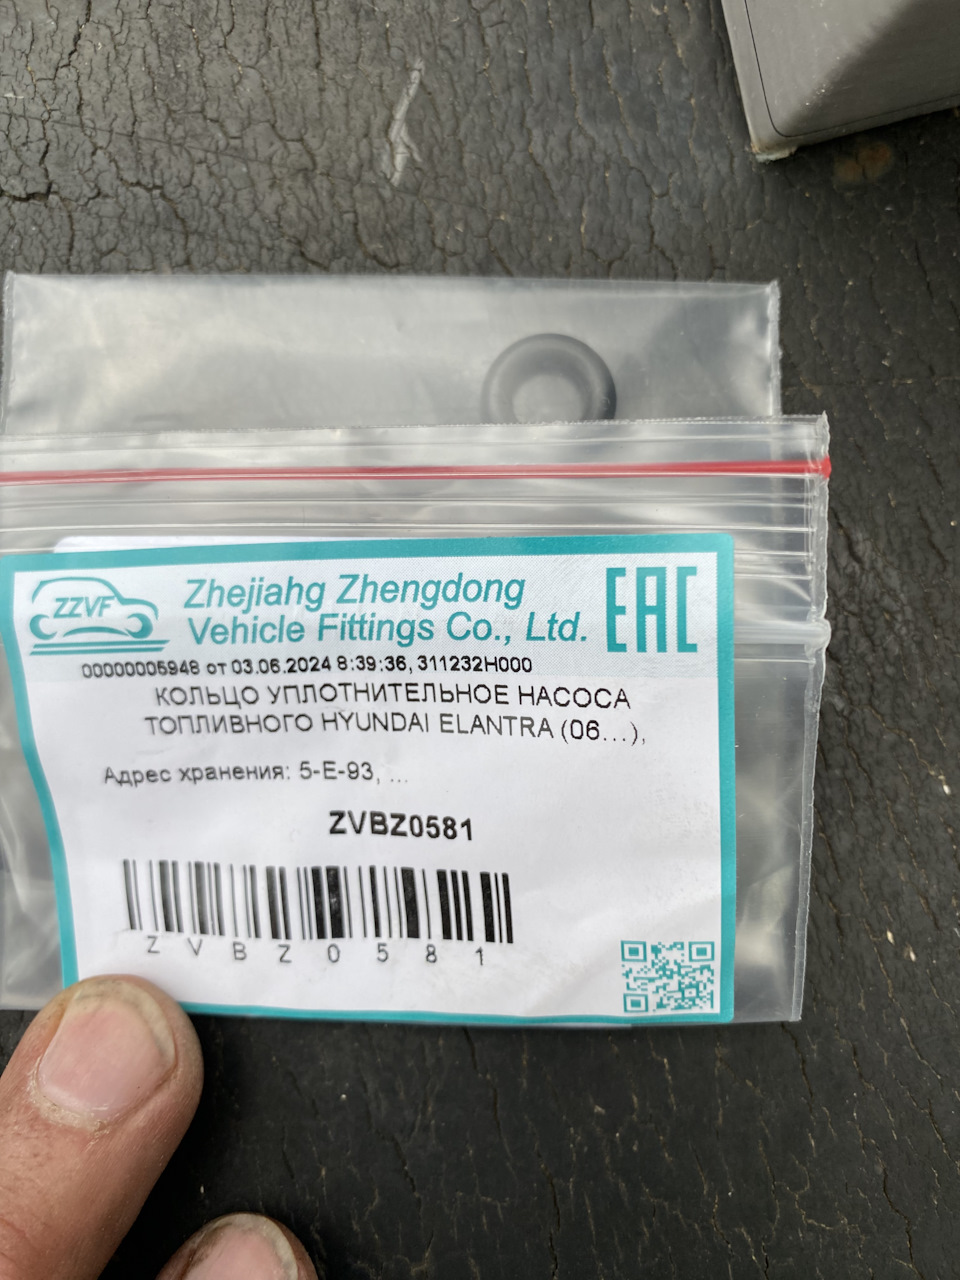 ZZVF
Zhejiahg Zhengdong
Vehicle Fittings Co., Ltd.
EAC
00000005948 от 03.06.2024 8:39:36, 311232H000
КОЛЬЦО УПЛОТНИТЕЛЬНОЕ НАСОСА
ТОПЛИВНОГО HYUNDAI ELANTRA (06...),
Адрес хранения: 5-E-93, ...
ZVBZ0581
Z V B Z 0 5 8 1